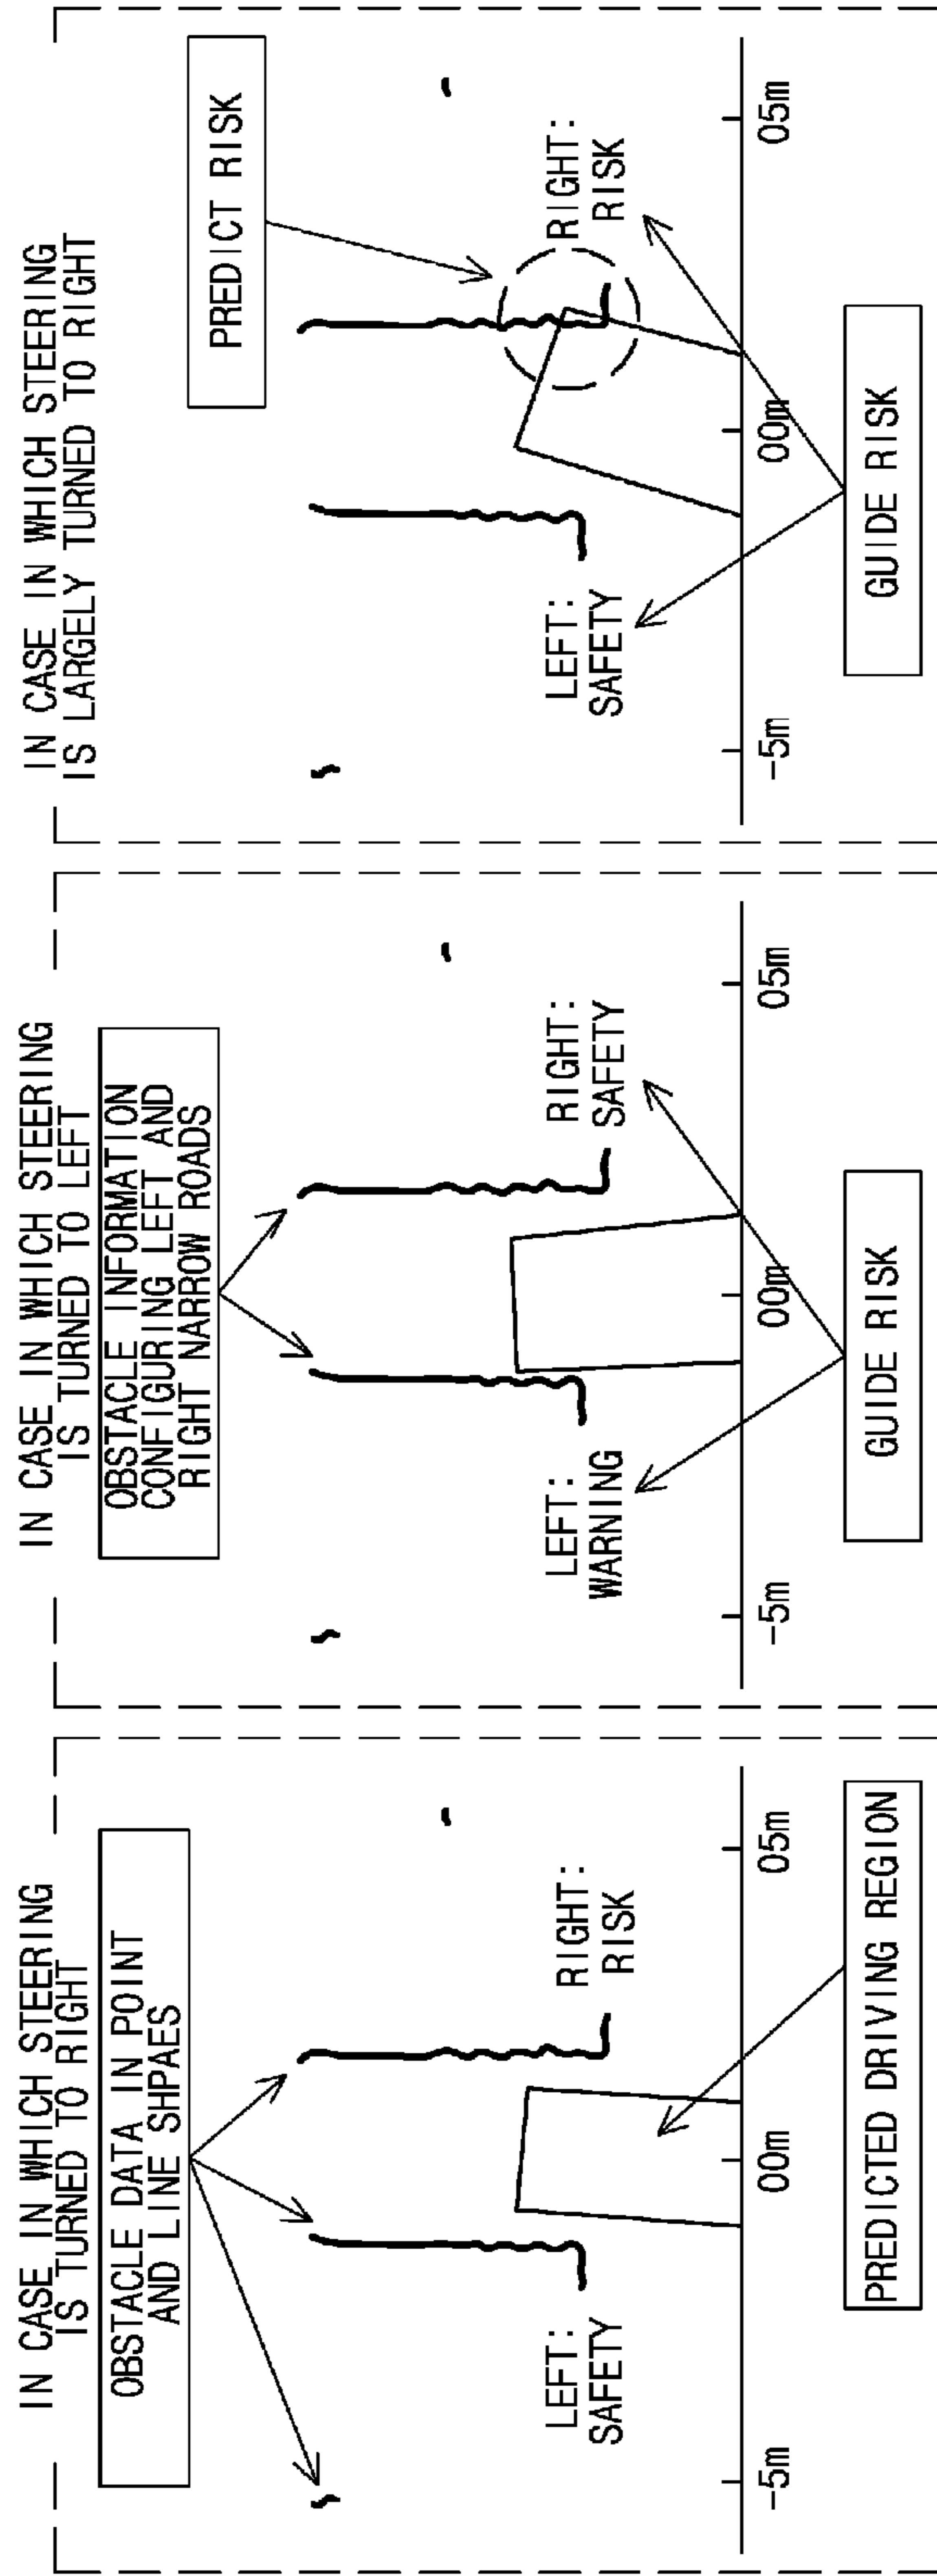 IN CASE IN WHICH STEERING
IS TURNED TO RIGHT
OBSTACLE DATA IN POINT
AND LINE SHPAES
LEFT:
SAFETY
RIGHT:
RISK
-5m
00m
05m
PREDICTED DRIVING REGION
IN CASE IN WHICH STEERING
IS TURNED TO LEFT
OBSTACLE INFORMATION
CONFIGURING LEFT AND
RIGHT NARROW ROADS
LEFT:
WARNING
RIGHT:
SAFETY
-5m
00m
05m
GUIDE RISK
IN CASE IN WHICH STEERING
IS LARGELY TURNED TO RIGHT
PREDICT RISK
LEFT:
SAFETY
RIGHT:
RISK
-5m
00m
05m
GUIDE RISK